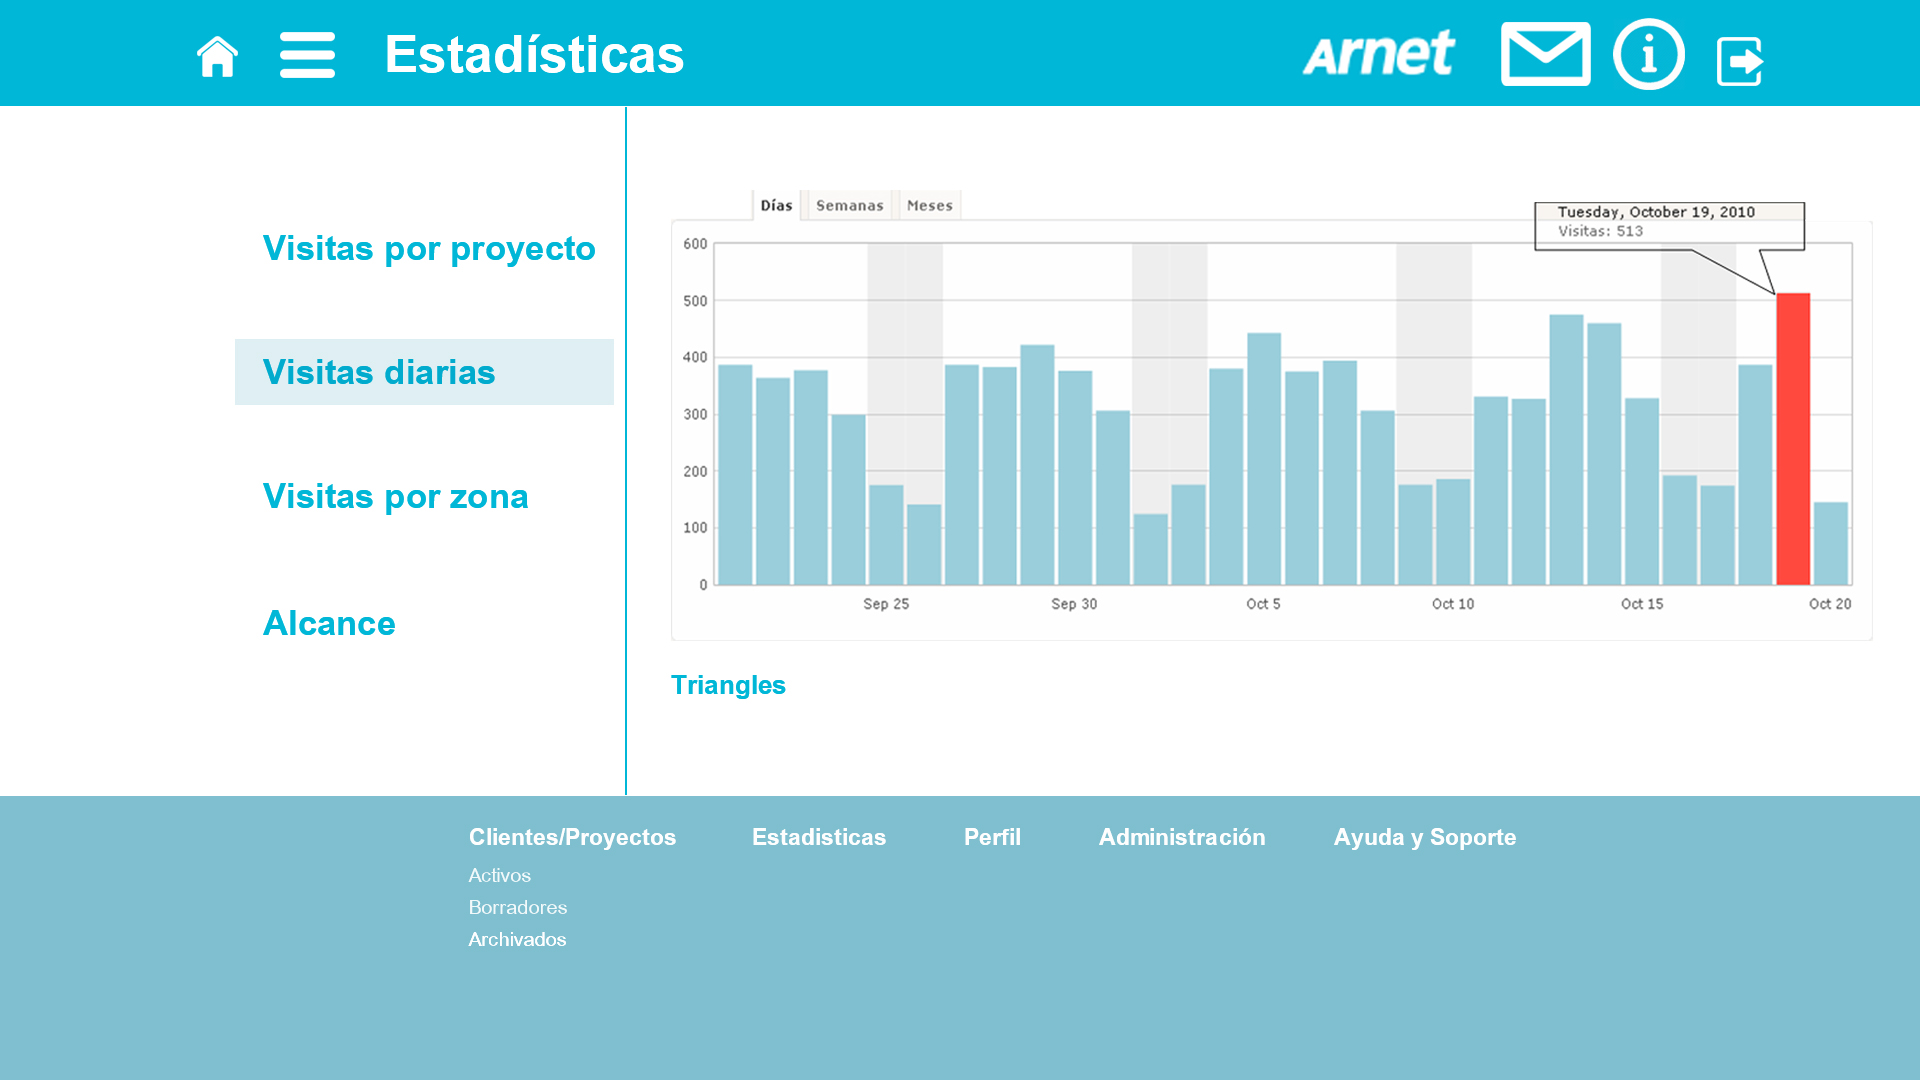 Estadísticas
Arnet
Visitas por proyecto
Visitas diarias
Visitas por zona
Alcance
Días Semanas Meses
Tuesday, October 19, 2010
Visitas: 513
600
500
400
300
200
100
0
Sep 25 Sep 30 Oct 5 Oct 10 Oct 15 Oct 20
Triangles
Clientes/Proyectos Estadisticas Perfil Administración Ayuda y Soporte
Activos
Borradores
Archivados